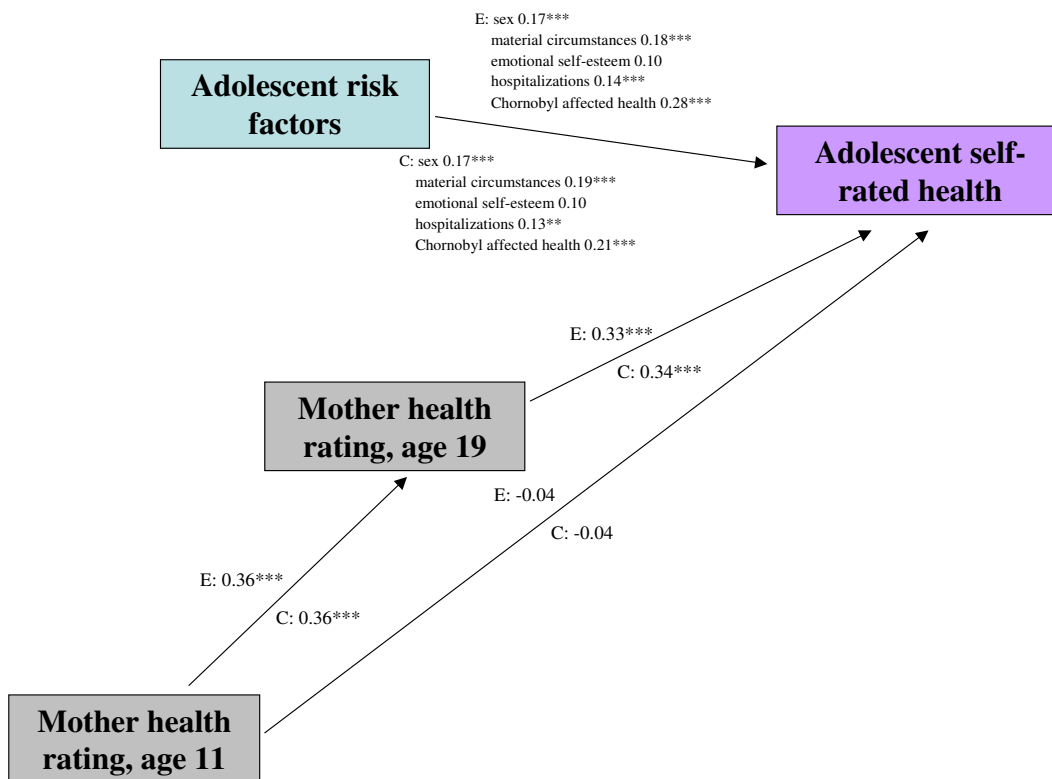 E: sex 0.17***
material circumstances 0.18***
emotional self-esteem 0.10
hospitalizations 0.14***
Chornobyl affected health 0.28***
Adolescent risk
factors
Adolescent self-
rated health
C: sex 0.17***
material circumstances 0.19***
emotional self-esteem 0.10
hospitalizations 0.13**
Chornobyl affected health 0.21***
E: 0.33***
C: 0.34***
Mother health
rating, age 19
E: -0.04
C: -0.04
E: 0.36***
C: 0.36***
Mother health
rating, age 11